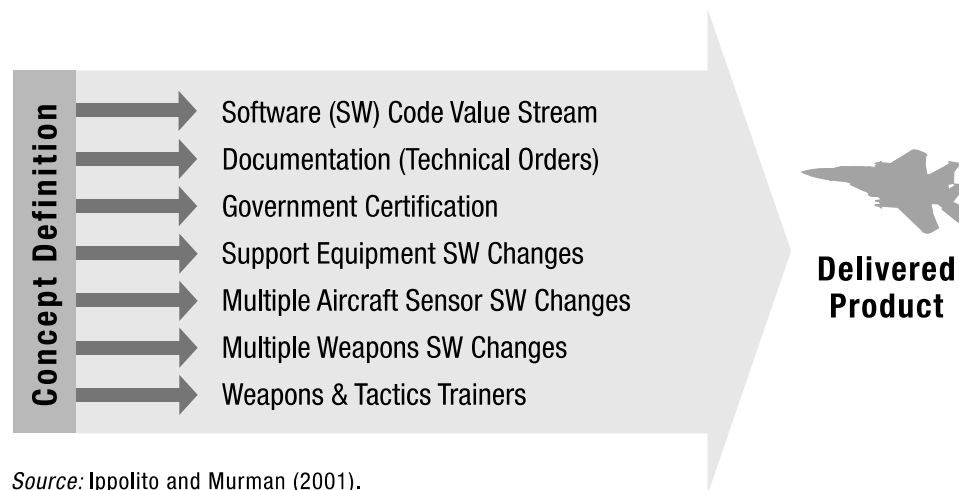 Concept Definition
Software (SW) Code Value Stream
Documentation (Technical Orders)
Government Certification
Support Equipment SW Changes
Multiple Aircraft Sensor SW Changes
Multiple Weapons SW Changes
Weapons & Tactics Trainers
Delivered
Product
Source: Ippolito and Murman (2001).